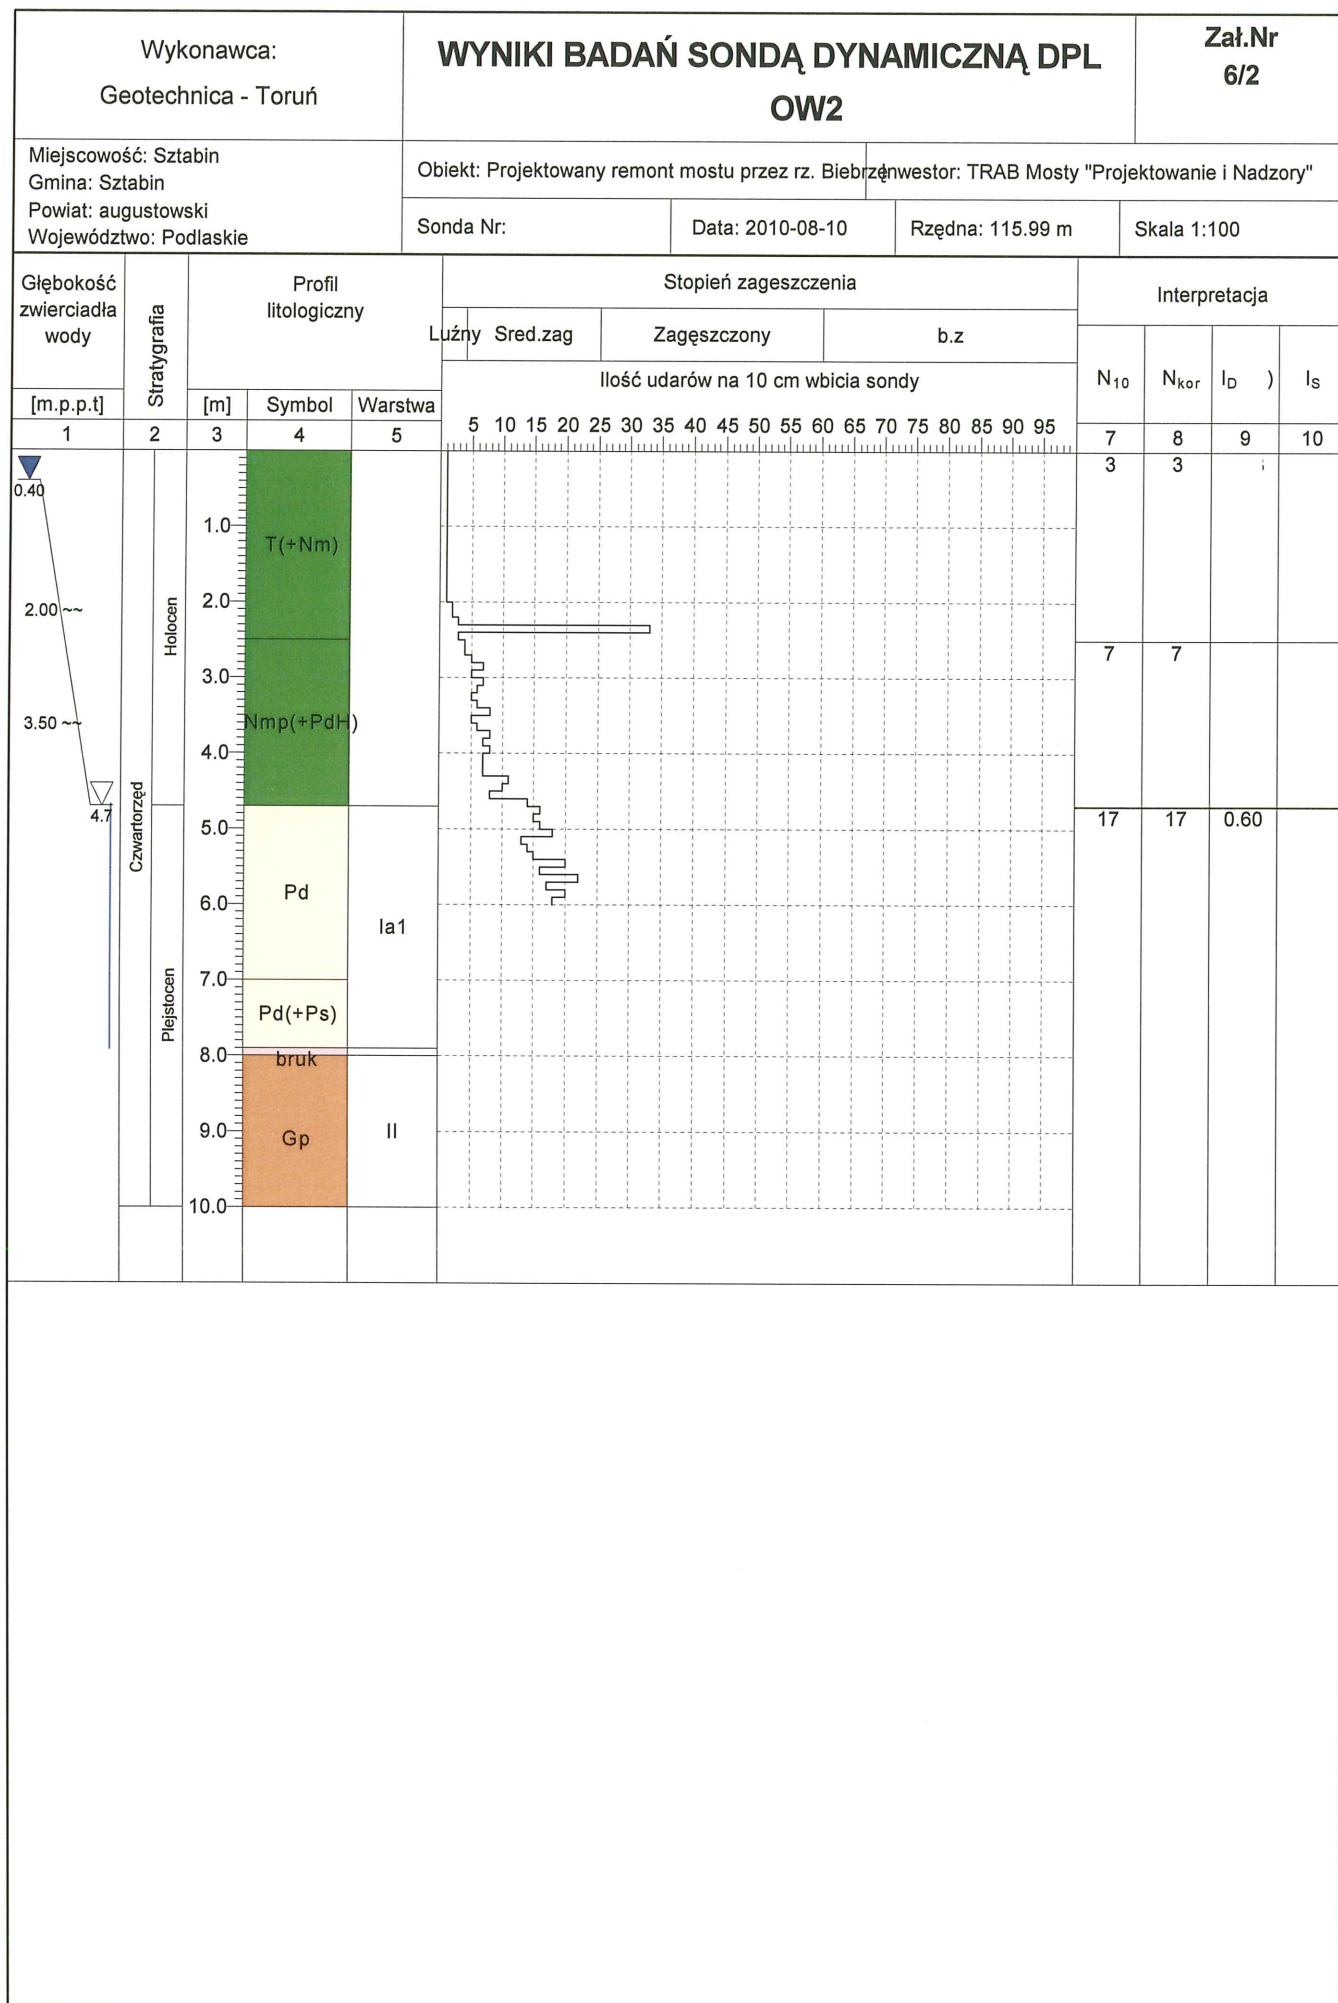 Wykonawca:
Geotechnica - Toruń
WYNIKI BADAŃ SONDĄ DYNAMICZNĄ DPL
OW2
Zał.Nr
6/2
Miejscowość: Sztabin
Gmina: Sztabin
Powiat: augustowski
Województwo: Podlaskie
Obiekt: Projektowany remont mostu przez rz. Biebrzę
Inwestor: TRAB Mosty "Projektowanie i Nadzory"
Sonda Nr:
Data: 2010-08-10
Rzędna: 115.99 m
Skala 1:100
Głębokość
zwierciadła
wody
[m.p.p.t]
Stratygrafia
Profil
litologiczny
[m] Symbol Warstwa
Stopień zageszczenia
Luźny Sred.zag Zagęszczony b.z
Ilość udarów na 10 cm wbicia sondy
5 10 15 20 25 30 35 40 45 50 55 60 65 70 75 80 85 90 95
Interpretacja
N10 Nkor ID ) IS
1 2 3 4 5 7 8 9 10
0.40
2.00 ~~
3.50 ~~
4.7
Czwartorzęd
Holocen
Plejstocen
1.0
2.0
3.0
4.0
5.0
6.0
7.0
8.0
9.0
10.0
T(+Nm)
Nmp(+PdH)
Pd
Pd(+Ps)
bruk
Gp
Ia1
II
3 3
7 7
17 17 0.60